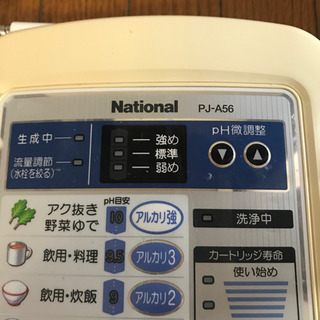 National PJ-A56
生成中
流量調節
(水栓を絞る)
強め
標準
弱め
pH微調整
pH目安
アク抜き
野菜ゆで
10 アルカリ強
洗浄中
飲用・料理 9.5 アルカリ3
カートリッジ寿命
使い始め
飲用・炊飯 9 アルカリ2